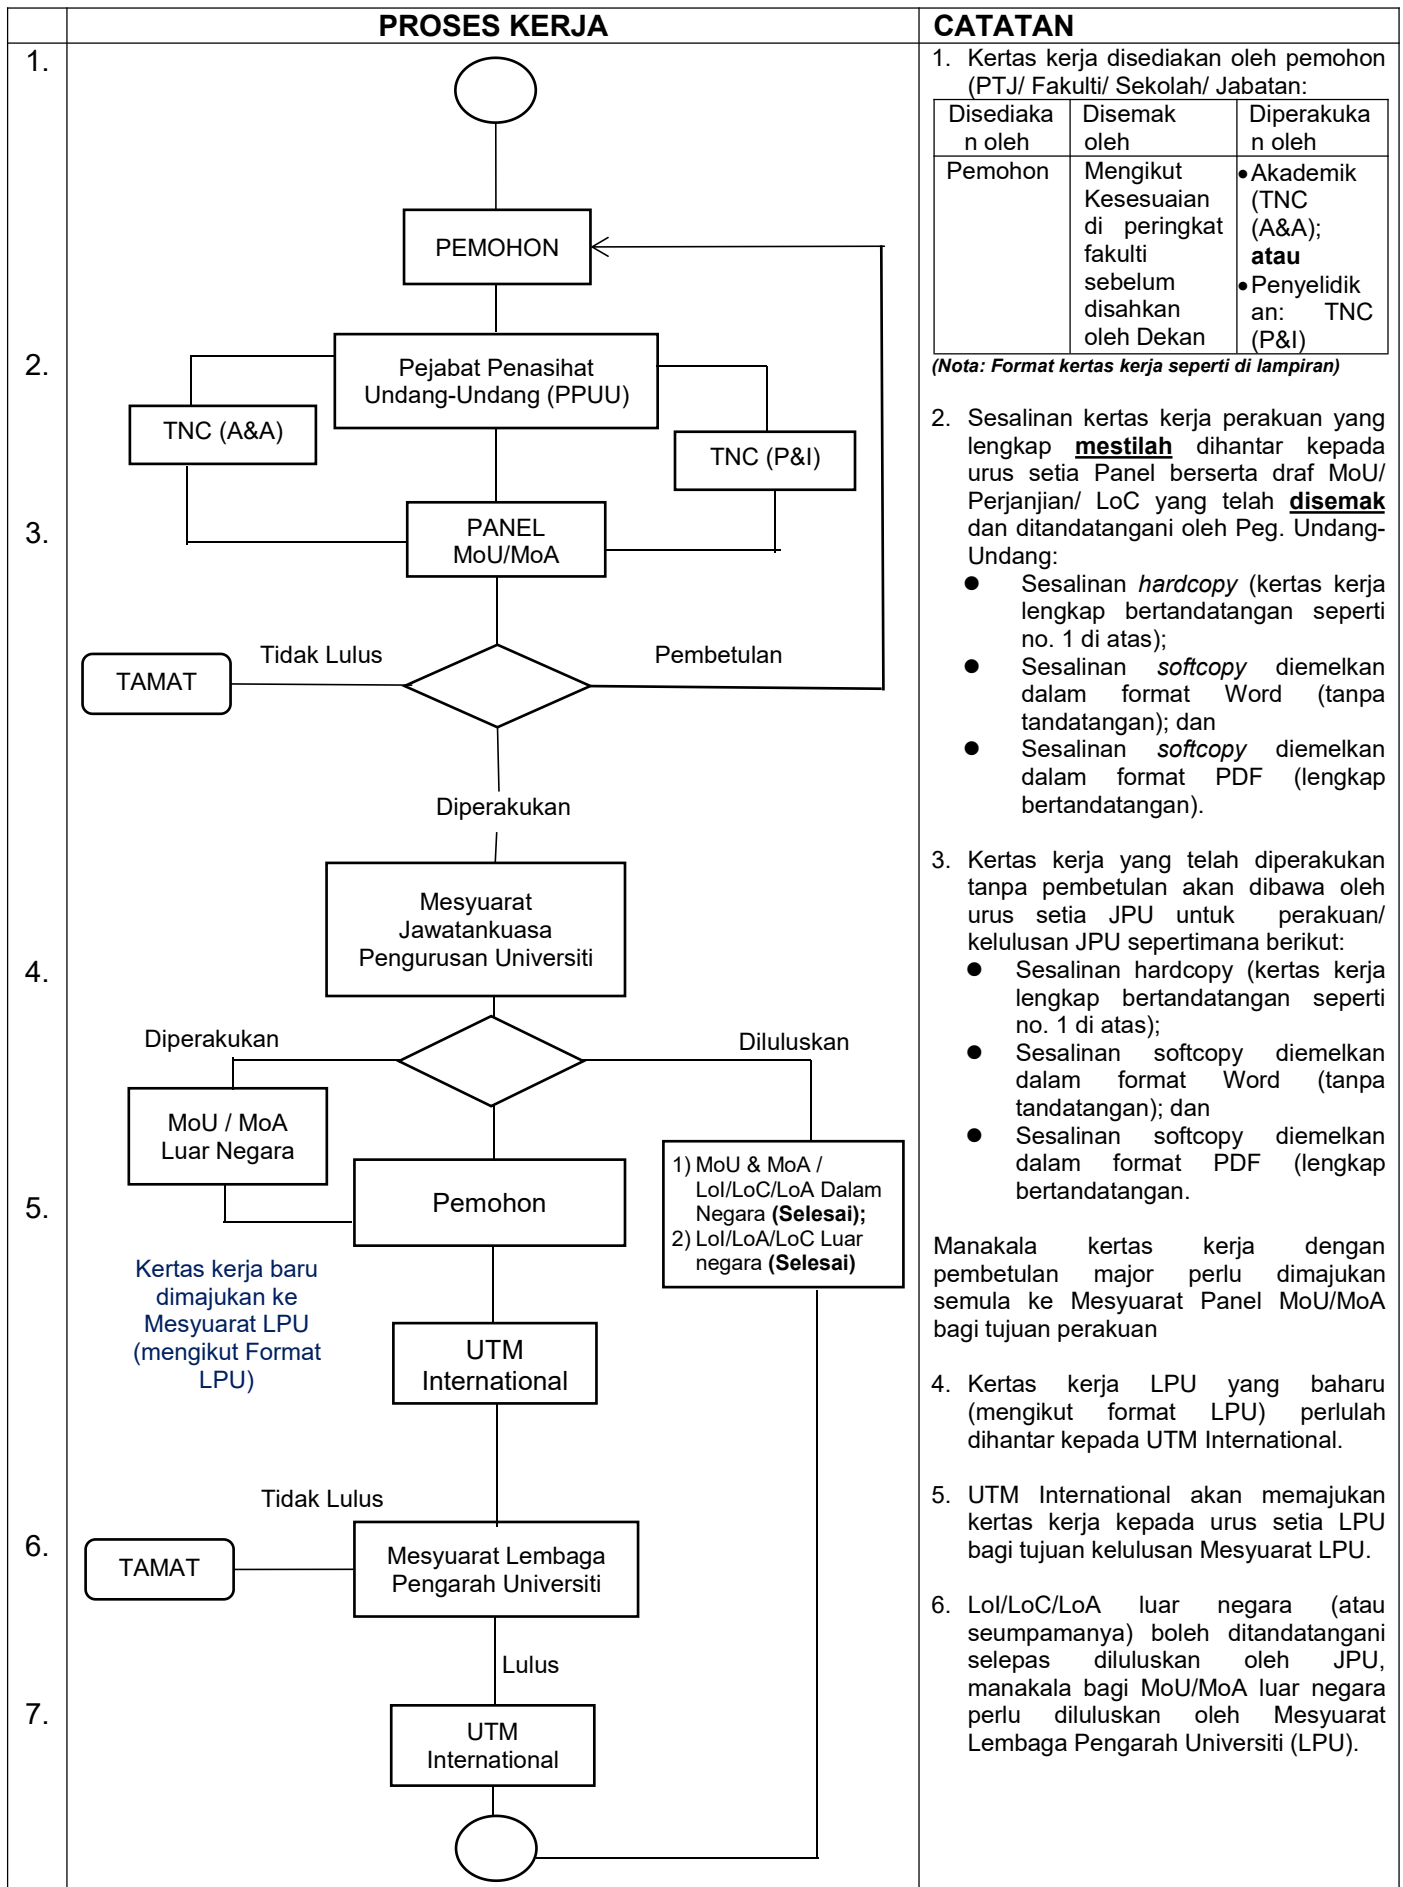 PROSES KERJA
CATATAN
1.
PEMOHON
2.
Pejabat Penasihat
Undang-Undang (PPUU)
TNC (A&A)
TNC (P&I)
3.
PANEL
MoU/MoA
Tidak Lulus
Pembetulan
TAMAT
Diperakukan
Mesyuarat
Jawatankuasa
Pengurusan Universiti
4.
Diperakukan
Diluluskan
MoU / MoA
Luar Negara
1) MoU & MoA /
LoI/LoC/LoA Dalam
Negara (Selesai);
2) LoI/LoA/LoC Luar
negara (Selesai)
5.
Pemohon
Kertas kerja baru
dimajukan ke
Mesyuarat LPU
(mengikut Format
LPU)
UTM
International
Tidak Lulus
6.
TAMAT
Mesyuarat Lembaga
Pengarah Universiti
Lulus
7.
UTM
International
1. Kertas kerja disediakan oleh pemohon
(PTJ/ Fakulti/ Sekolah/ Jabatan:
Disediaka
n oleh
Disemak
oleh
Diperakuka
n oleh
Pemohon
Mengikut
Kesesuaian
di peringkat
fakulti
sebelum
disahkan
oleh Dekan
•Akademik
(TNC
(A&A);
atau
•Penyelidik
an: TNC
(P&I)
(Nota: Format kertas kerja seperti di lampiran)
2. Sesalinan kertas kerja perakuan yang
lengkap mestilah dihantar kepada
urus setia Panel berserta draf MoU/
Perjanjian/ LoC yang telah disemak
dan ditandatangani oleh Peg. Undang-
Undang:
● Sesalinan hardcopy (kertas kerja
lengkap bertandatangan seperti
no. 1 di atas);
● Sesalinan softcopy diemelkan
dalam format Word (tanpa
tandatangan); dan
● Sesalinan softcopy diemelkan
dalam format PDF (lengkap
bertandatangan).
3. Kertas kerja yang telah diperakukan
tanpa pembetulan akan dibawa oleh
urus setia JPU untuk perakuan/
kelulusan JPU sepertimana berikut:
● Sesalinan hardcopy (kertas kerja
lengkap bertandatangan seperti
no. 1 di atas);
● Sesalinan softcopy diemelkan
dalam format Word (tanpa
tandatangan); dan
● Sesalinan softcopy diemelkan
dalam format PDF (lengkap
bertandatangan.
Manakala kertas kerja dengan
pembetulan major perlu dimajukan
semula ke Mesyuarat Panel MoU/MoA
bagi tujuan perakuan
4. Kertas kerja LPU yang baharu
(mengikut format LPU) perlulah
dihantar kepada UTM International.
5. UTM International akan memajukan
kertas kerja kepada urus setia LPU
bagi tujuan kelulusan Mesyuarat LPU.
6. LoI/LoC/LoA luar negara (atau
seumpamanya) boleh ditandatangani
selepas diluluskan oleh JPU,
manakala bagi MoU/MoA luar negara
perlu diluluskan oleh Mesyuarat
Lembaga Pengarah Universiti (LPU).